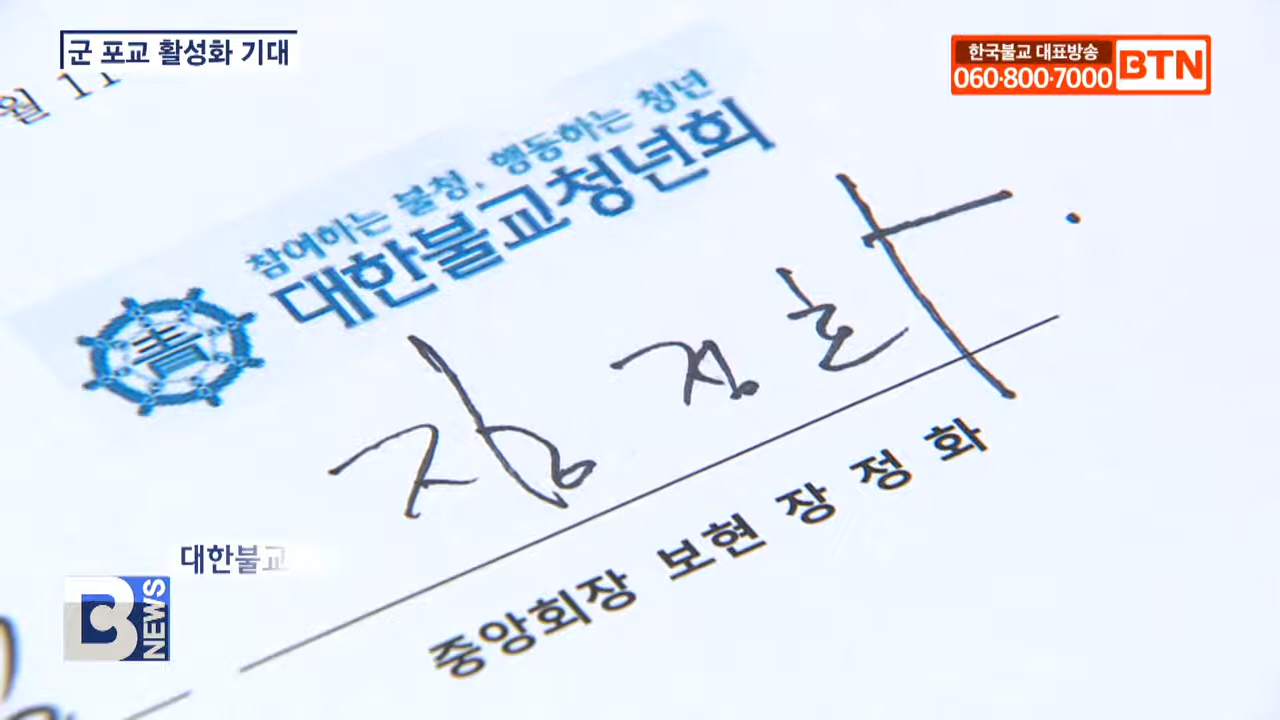 군 포교 활성화 기대
한국불교 대표방송
060·800·7000 BTN
월 11
참여하는 불청, 행동하는 청년
대한불교청년회
靑
장정화
중앙회장 보현 장정화
대한불교
B NEWS